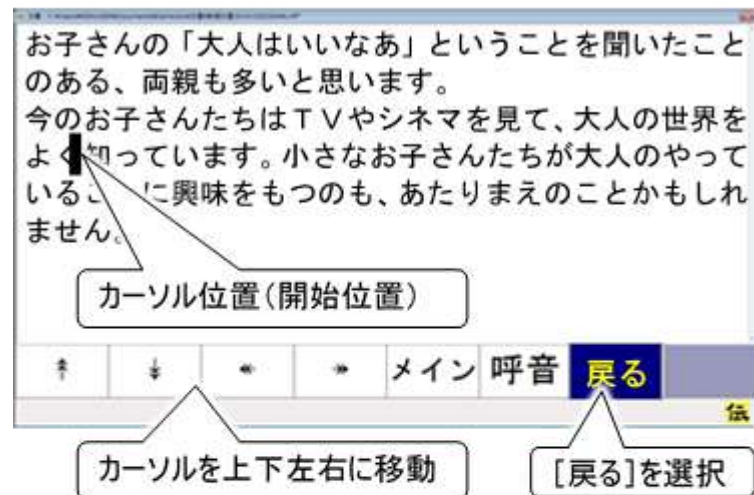 お子さんの「大人はいいなあ」ということを聞いたこと
のある、両親も多いと思います。
今のお子さんたちはTVやシネマを見て、大人の世界を
よく知っています。小さなお子さんたちが大人のやって
いるこ に興味をもつのも、あたりまえのことかもしれ
ません。
カーソル位置(開始位置)
メイン 呼音 戻る
伝
カーソルを上下左右に移動
[戻る]を選択